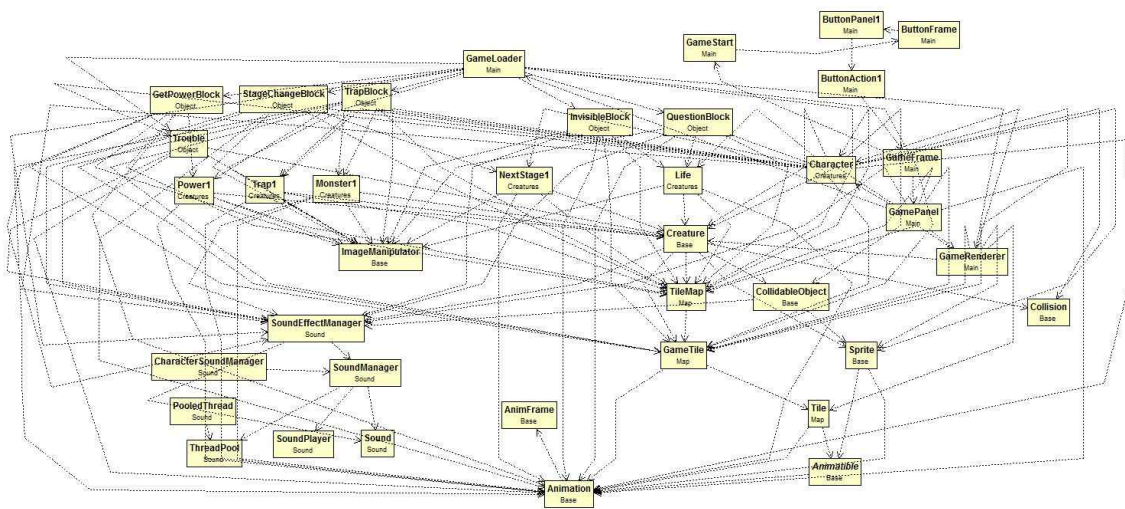 ButtonPanel1
Main
ButtonFrame
Main
GameStart
Main
GameLoader
Main
ButtonAction1
Main
GetPowerBlock
Object
StageChangeBlock
Object
TrapBlock
Object
InvisibleBlock
Object
QuestionBlock
Object
Trouble
Object
Character
Creatures
GameFrame
Main
Power1
Creatures
Trap1
Creatures
Monster1
Creatures
NextStage1
Creatures
Life
Creatures
GamePanel
Main
Creature
Base
ImageManipulator
Base
GameRenderer
Main
TileMap
Map
CollidableObject
Base
Collision
Base
SoundEffectManager
Sound
GameTile
Map
Sprite
Base
CharacterSoundManager
Sound
SoundManager
Sound
PooledThread
Sound
AnimFrame
Base
Tile
Map
ThreadPool
Sound
SoundPlayer
Sound
Sound
Sound
Animatible
Base
Animation
Base